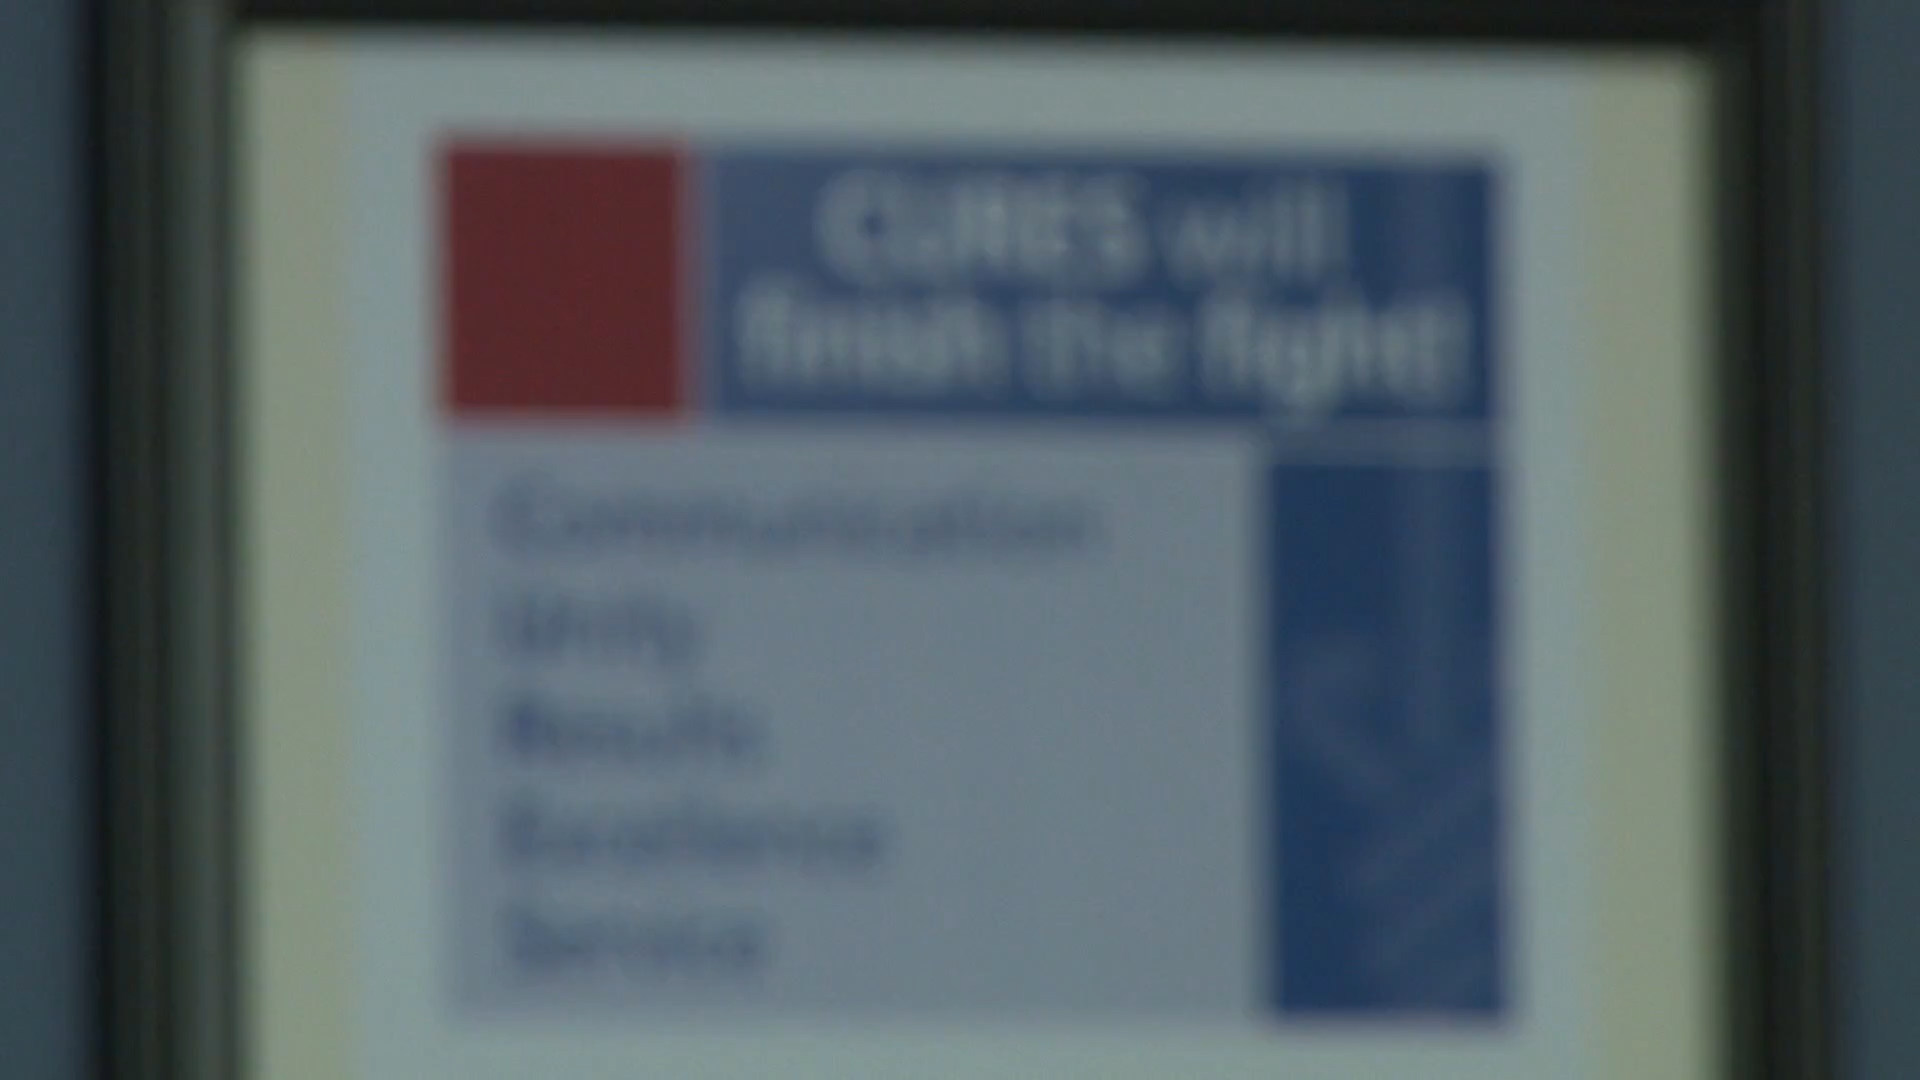 CURES will
finish the fight!
Communication
Unity
Results
Excellence
Service